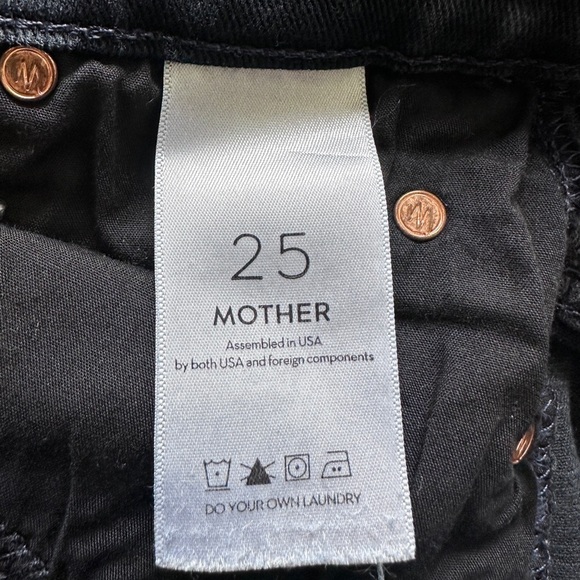 25
MOTHER
Assembled in USA
by both USA and foreign components
DO YOUR OWN LAUNDRY